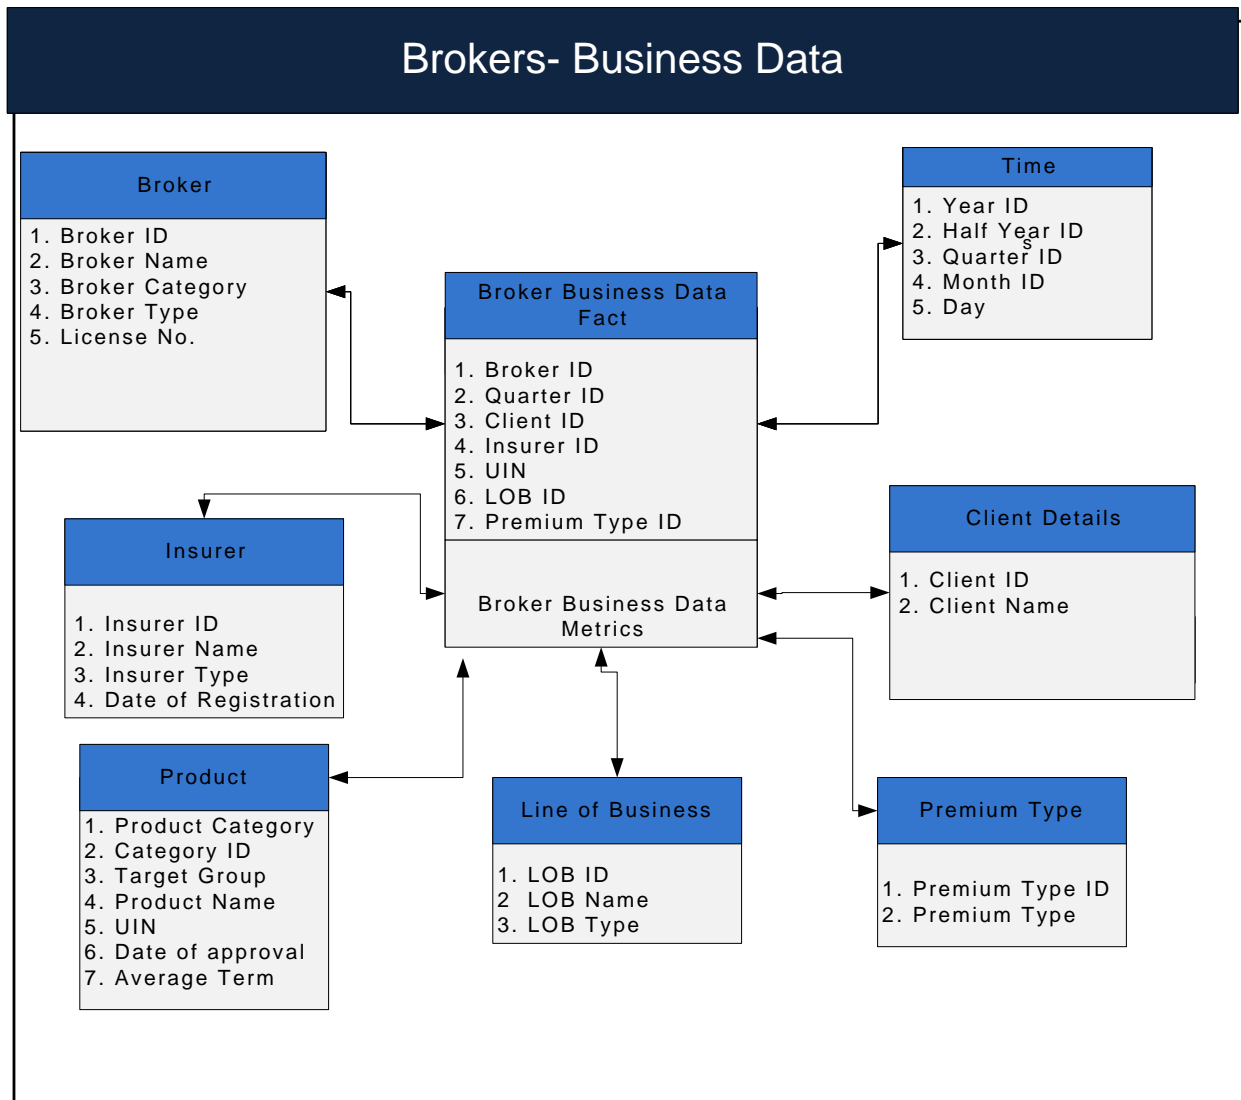 Brokers- Business Data
Broker
1. Broker ID
2. Broker Name
3. Broker Category
4. Broker Type
5. License No.
Time
1. Year ID
2. Half Year ID
s
3. Quarter ID
4. Month ID
5. Day
Broker Business Data
Fact
1. Broker ID
2. Quarter ID
3. Client ID
4. Insurer ID
5. UIN
6. LOB ID
7. Premium Type ID
Broker Business Data
Metrics
Insurer
1. Insurer ID
2. Insurer Name
3. Insurer Type
4. Date of Registration
Client Details
1. Client ID
2. Client Name
Product
1. Product Category
2. Category ID
3. Target Group
4. Product Name
5. UIN
6. Date of approval
7. Average Term
Line of Business
1. LOB ID
2 LOB Name
3. LOB Type
Premium Type
1. Premium Type ID
2. Premium Type